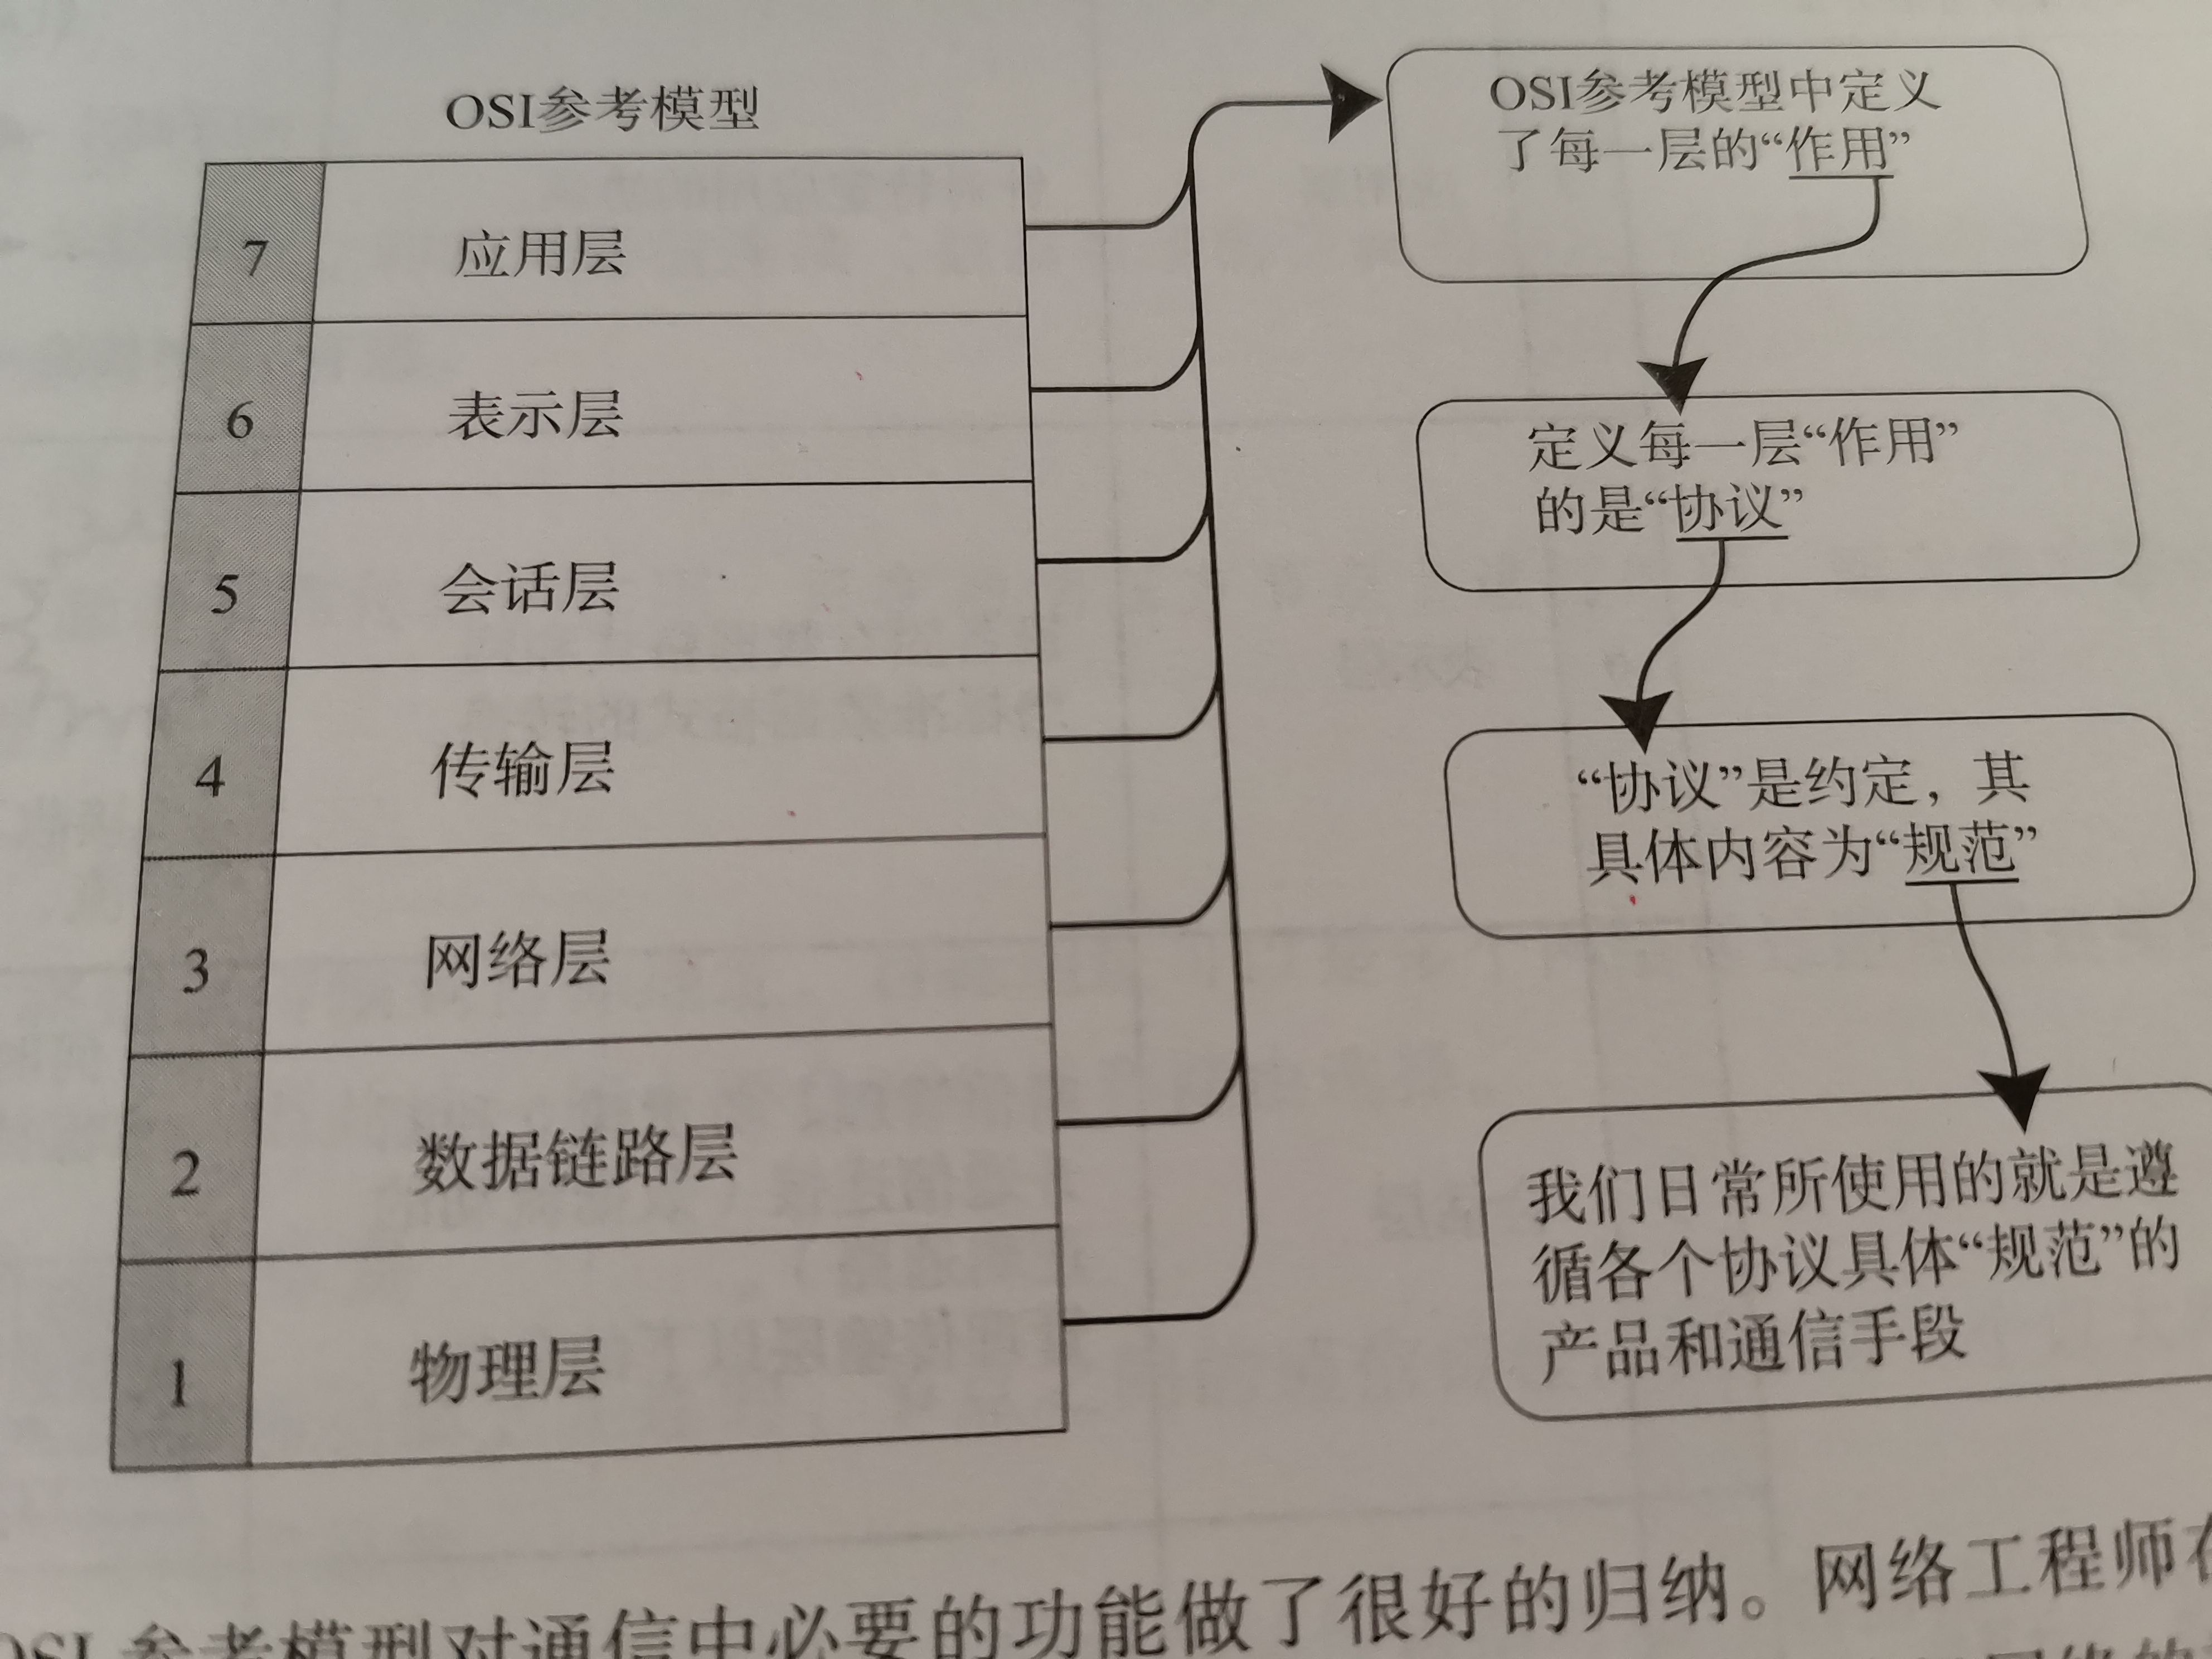 OSI参考模型
7 应用层
6 表示层
5 会话层
4 传输层
3 网络层
2 数据链路层
1 物理层
OSI参考模型中定义
了每一层的“作用”
定义每一层“作用”
的是“协议”
“协议”是约定，其
具体内容为“规范”
我们日常所使用的就是遵
循各个协议具体“规范”的
产品和通信手段
OSI 参考模型对通信中必要的功能做了很好的归纳。网络工程师在